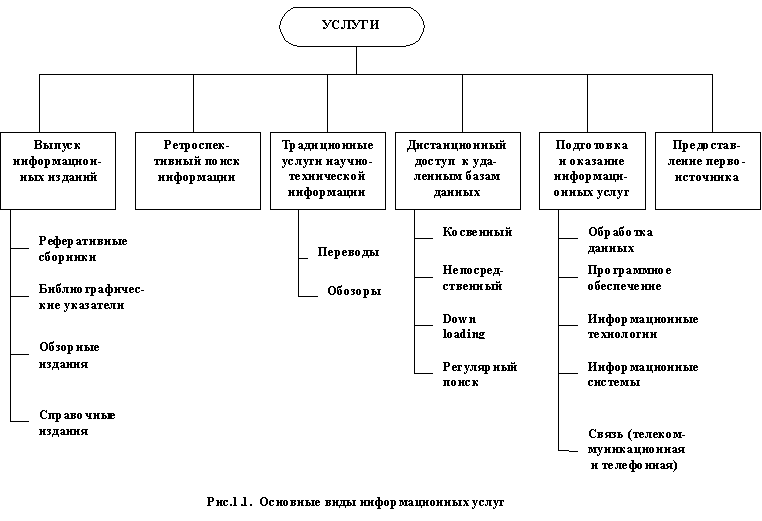 УСЛУГИ
Выпуск
информацион-
ных изданий
Ретроспек-
тивный поиск
информации
Традиционные
услуги научно-
технической
информации
Дистанционный
доступ к уда-
ленным базам
данных
Подготовка
и оказание
информаци-
онных услуг
Предостав-
ление перво-
источника
Реферативные
сборники
Библиографичес-
кие указатели
Обзорные
издания
Справочные
издания
Переводы
Обозоры
Косвенный
Непосред-
ственный
Down
loading
Регулярный
поиск
Обработка
данных
Программное
обеспечение
Информационные
технологии
Информационные
системы
Связь (телеком-
муникационная
и телефонная)
Рис.1.1. Основные виды информационных услуг